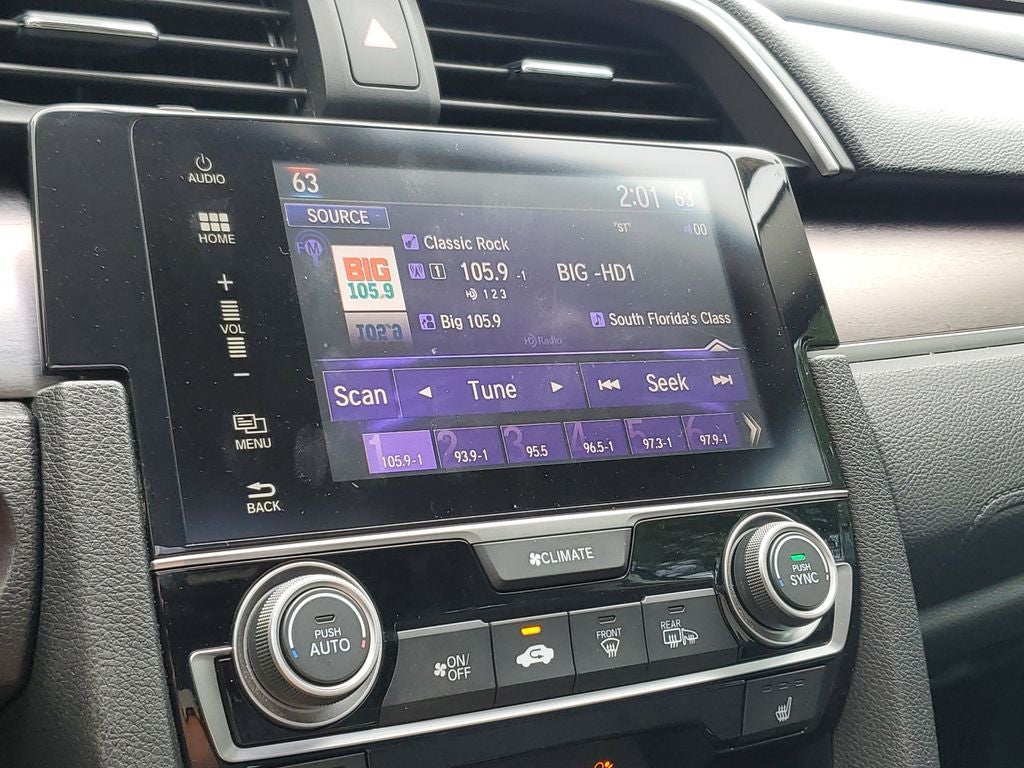 AUDIO
63
2:01 63
HOME
SOURCE
"ST"
00
FM
Classic Rock
BIG
105.9
105.9 -1
BIG -HD1
HD 1 2 3
+
VOL
-
Big 105.9
South Florida's Class
HD Radio
Scan
Tune
Seek
MENU
1 105.9-1
2 93.9-1
3 95.5
4 96.5-1
5 97.3-1
6 97.9-1
BACK
CLIMATE
PUSH
AUTO
ON/
OFF
FRONT
REAR
PUSH
SYNC